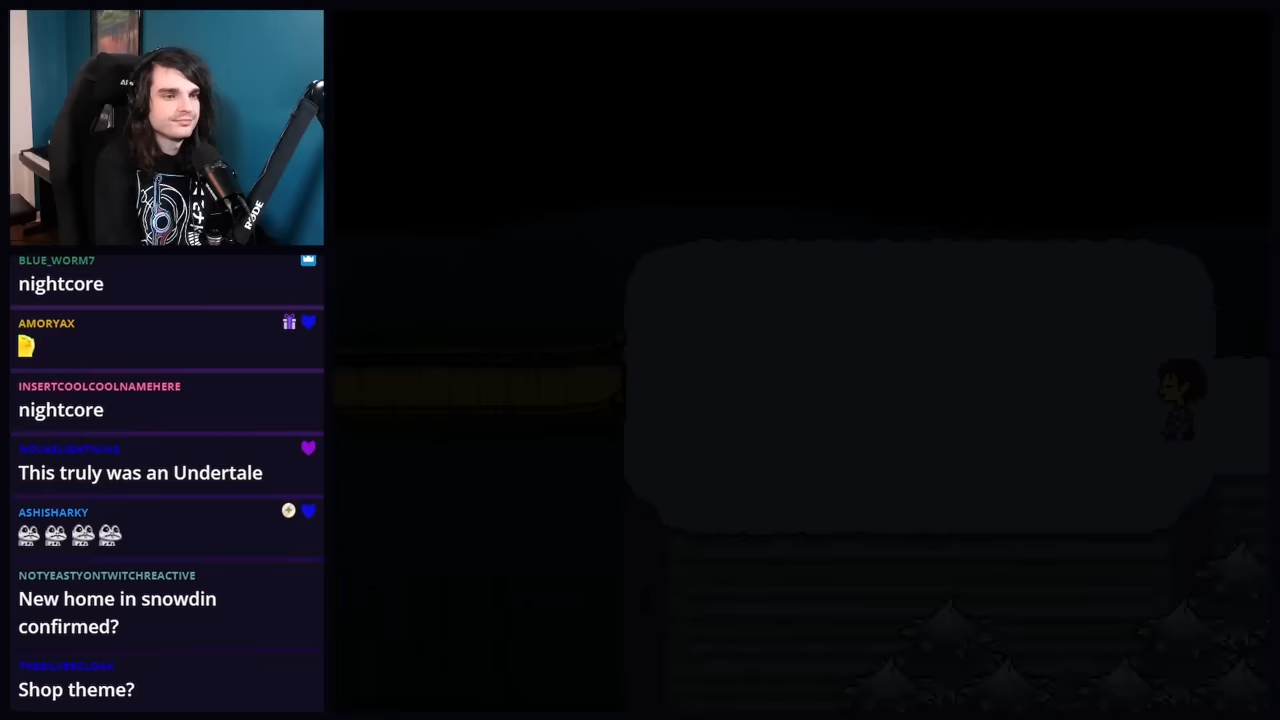 RØDE
BLUE_WORM7
nightcore
AMORYAX
INSERTCOOLCOOLNAMEHERE
nightcore
This truly was an Undertale
ASHISHARKY
NOTYEASTYONTWITCHREACTIVE
New home in snowdin
confirmed?
Shop theme?